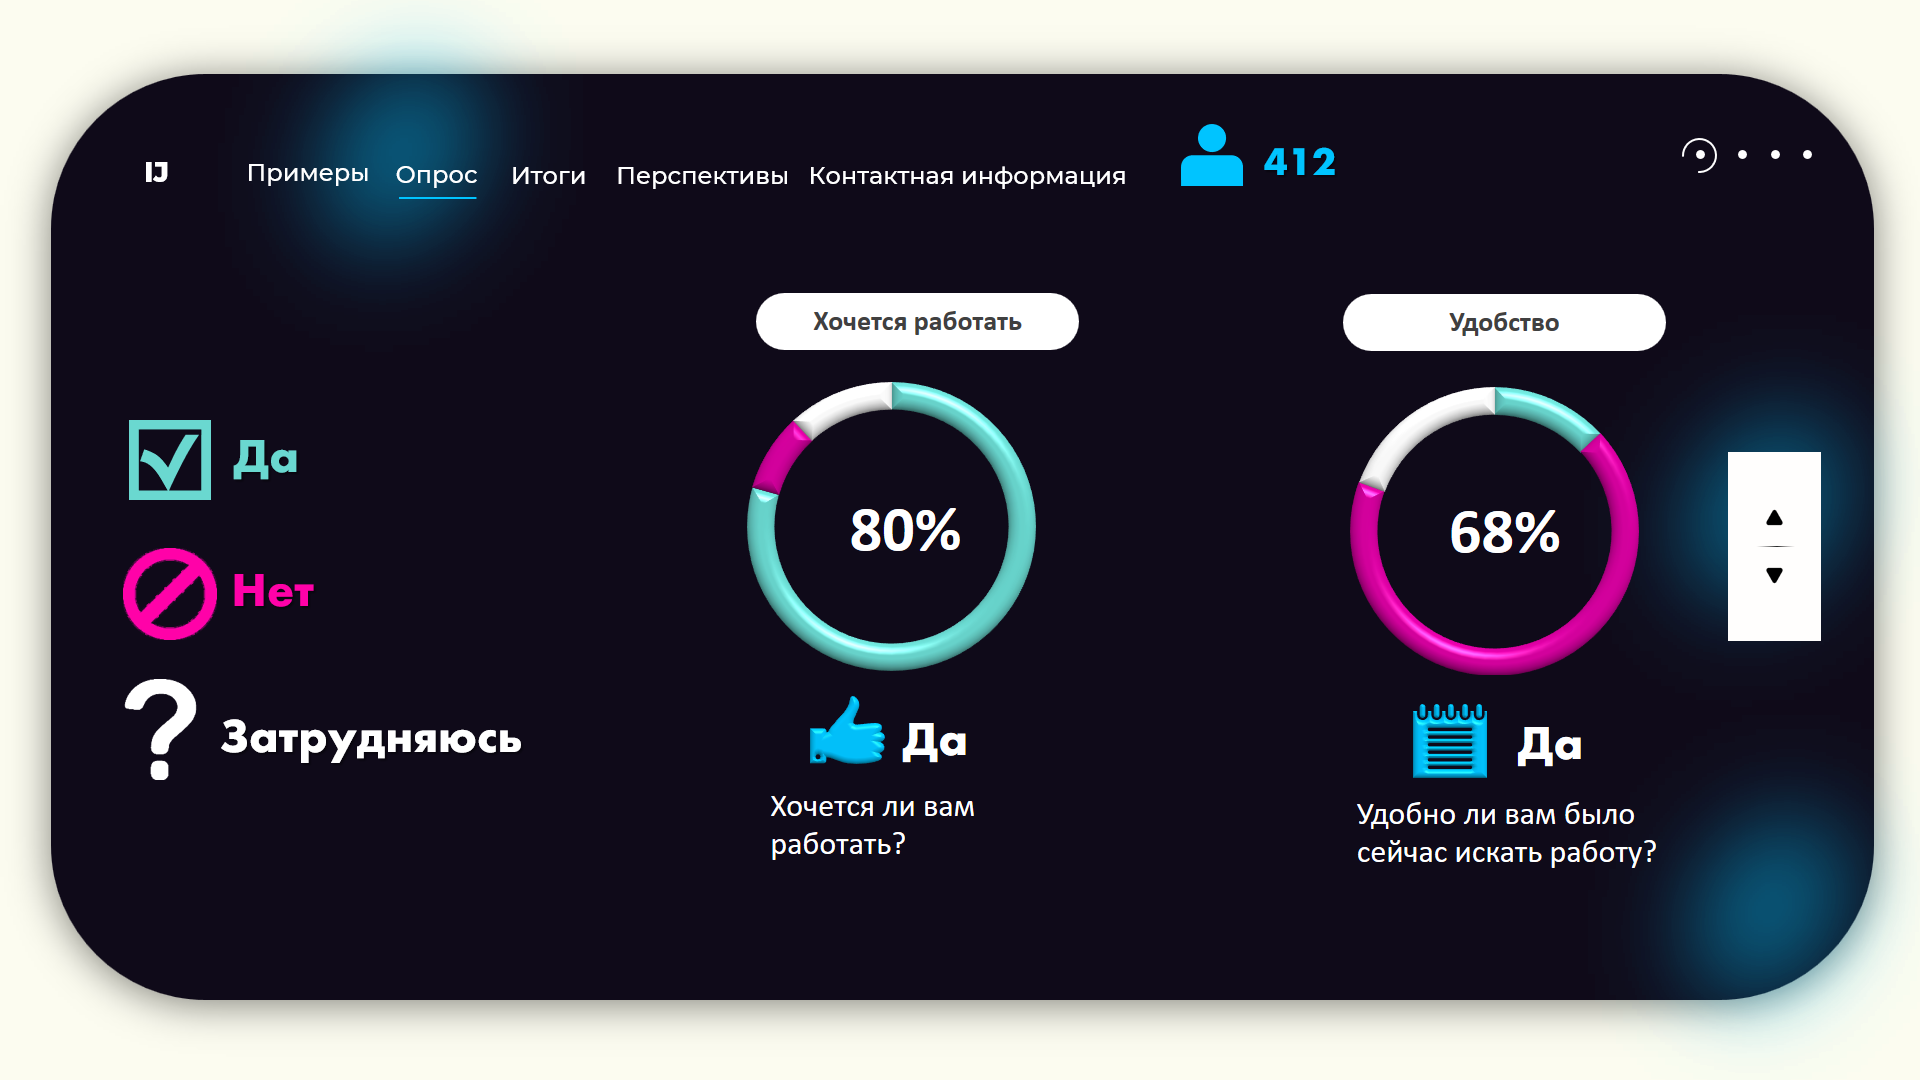 IJ
Примеры Опрос Итоги Перспективы Контактная информация 412
Хочется работать
Удобство
Да
Нет
Затрудняюсь
80%
68%
Да
Хочется ли вам
работать?
Да
Удобно ли вам было
сейчас искать работу?